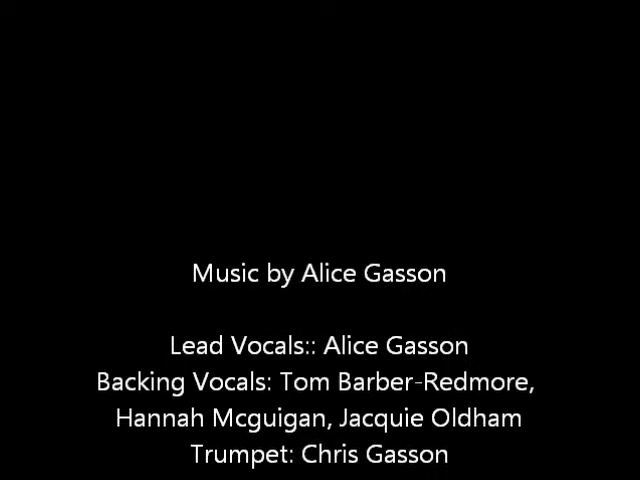 Music by Alice Gasson
Lead Vocals:: Alice Gasson
Backing Vocals: Tom Barber-Redmore,
Hannah Mcguigan, Jacquie Oldham
Trumpet: Chris Gasson